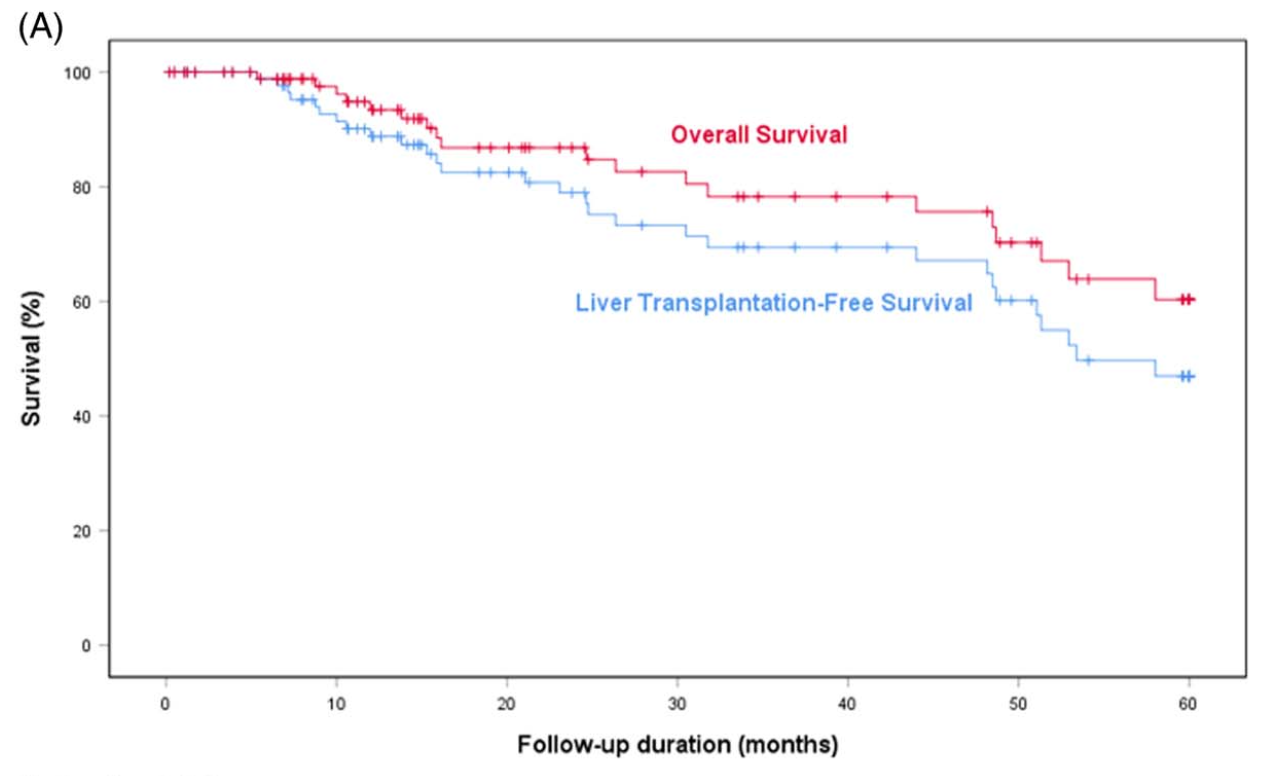 (A)
100
80
60
40
20
0
Survival (%)
Overall Survival
Liver Transplantation-Free Survival
0 10 20 30 40 50 60
Follow-up duration (months)